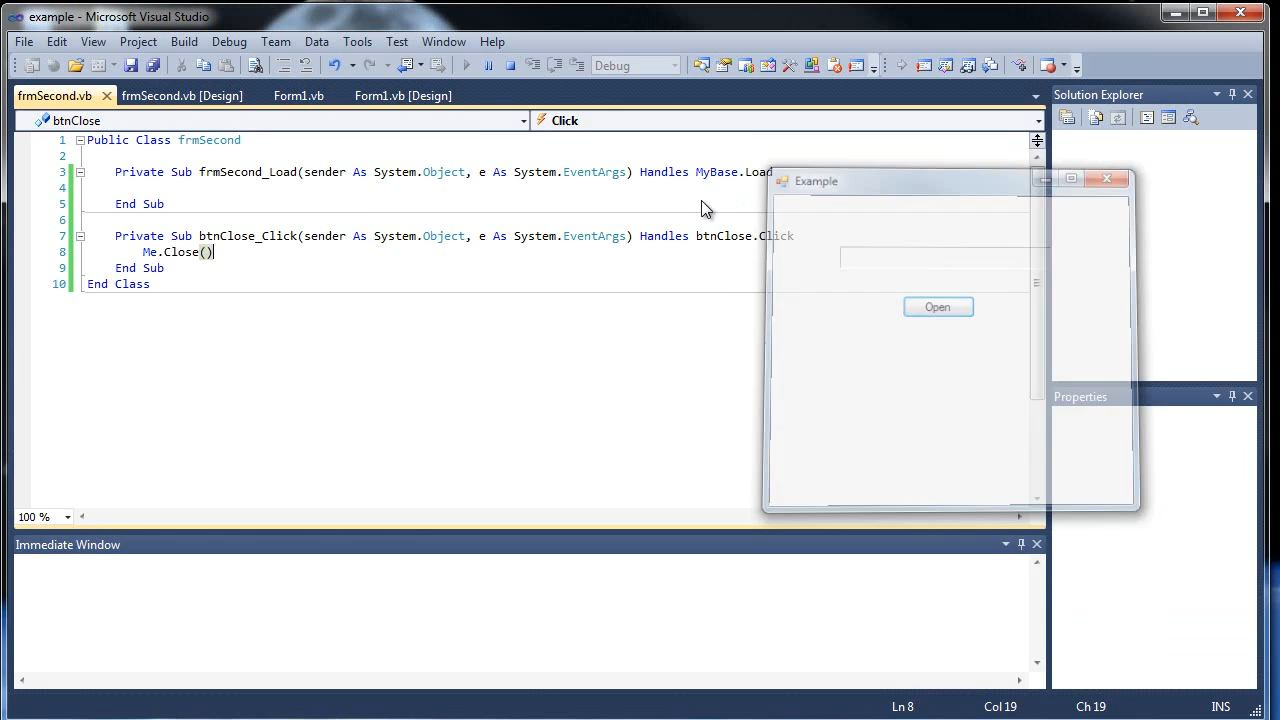 example - Microsoft Visual Studio
File Edit View Project Build Debug Team Data Tools Test Window Help
Debug
frmSecond.vb frmSecond.vb [Design] Form1.vb Form1.vb [Design]
Solution Explorer
btnClose
Click
1 Public Class frmSecond
2
3 Private Sub frmSecond_Load(sender As System.Object, e As System.EventArgs) Handles MyBase.Load
4
5 End Sub
6
7 Private Sub btnClose_Click(sender As System.Object, e As System.EventArgs) Handles btnClose.Click
8 Me.Close()
9 End Sub
10 End Class
Example
Open
Properties
100 %
Immediate Window
Ln 8 Col 19 Ch 19 INS